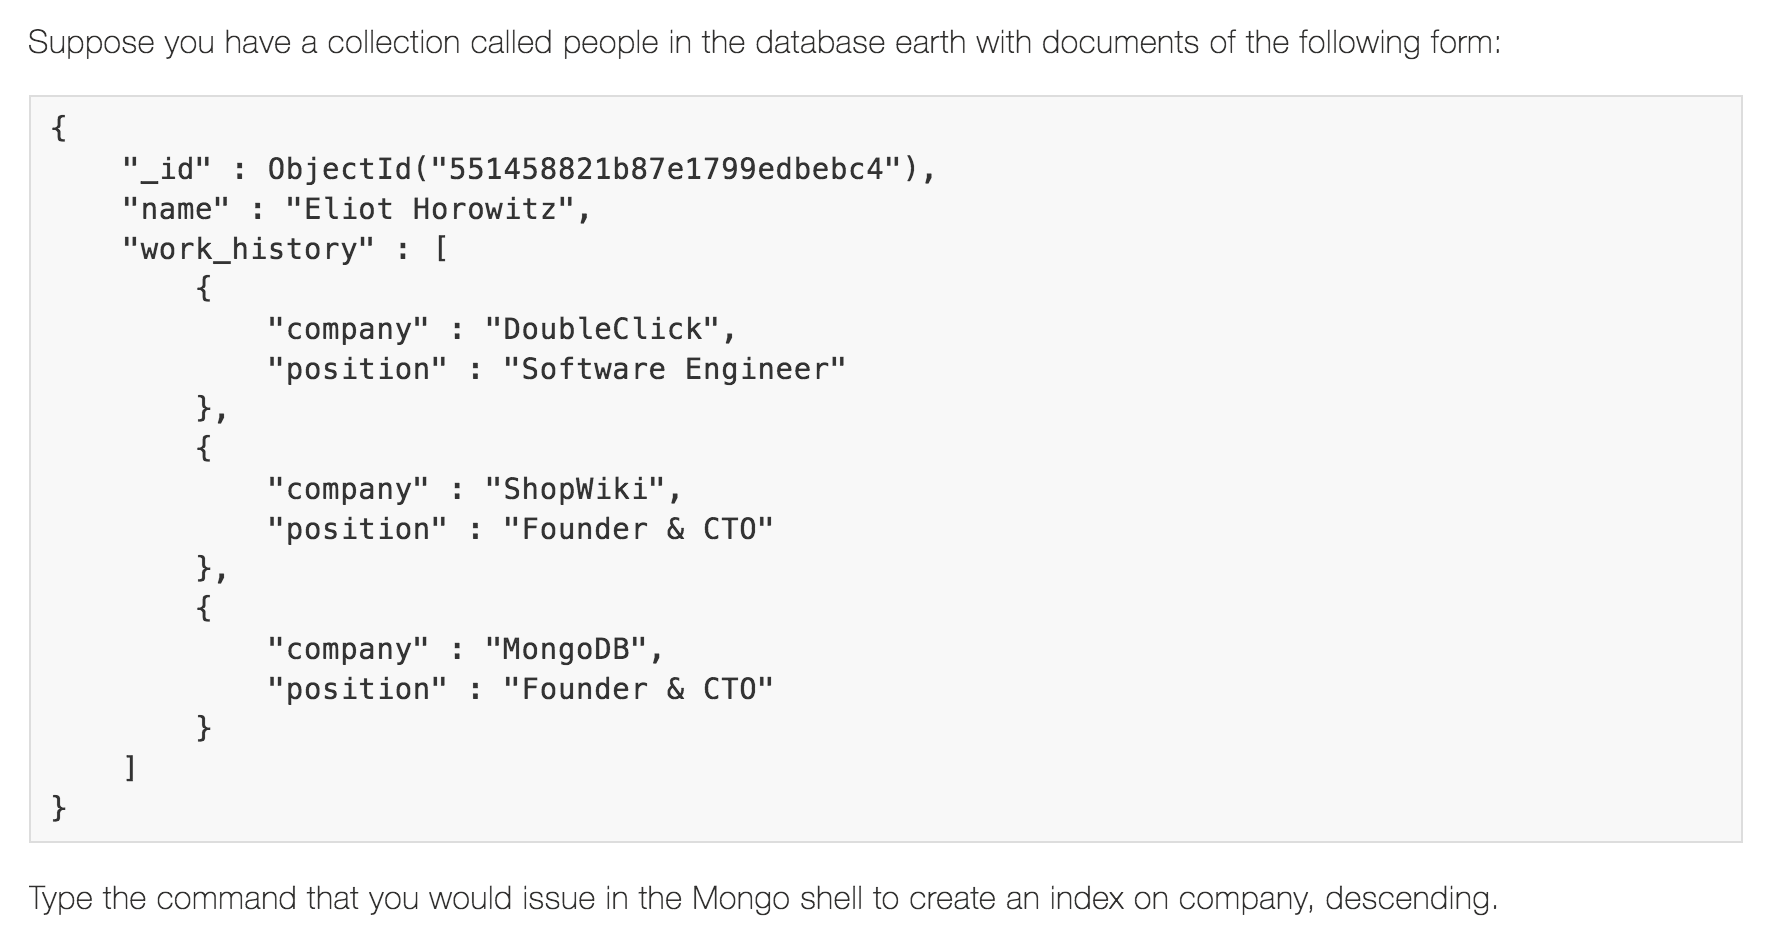 Suppose you have a collection called people in the database earth with documents of the following form:
{
    "_id" : ObjectId("551458821b87e1799edbebc4"),
    "name" : "Eliot Horowitz",
    "work_history" : [
        {
            "company" : "DoubleClick",
            "position" : "Software Engineer"
        },
        {
            "company" : "ShopWiki",
            "position" : "Founder & CTO"
        },
        {
            "company" : "MongoDB",
            "position" : "Founder & CTO"
        }
    ]
}
Type the command that you would issue in the Mongo shell to create an index on company, descending.